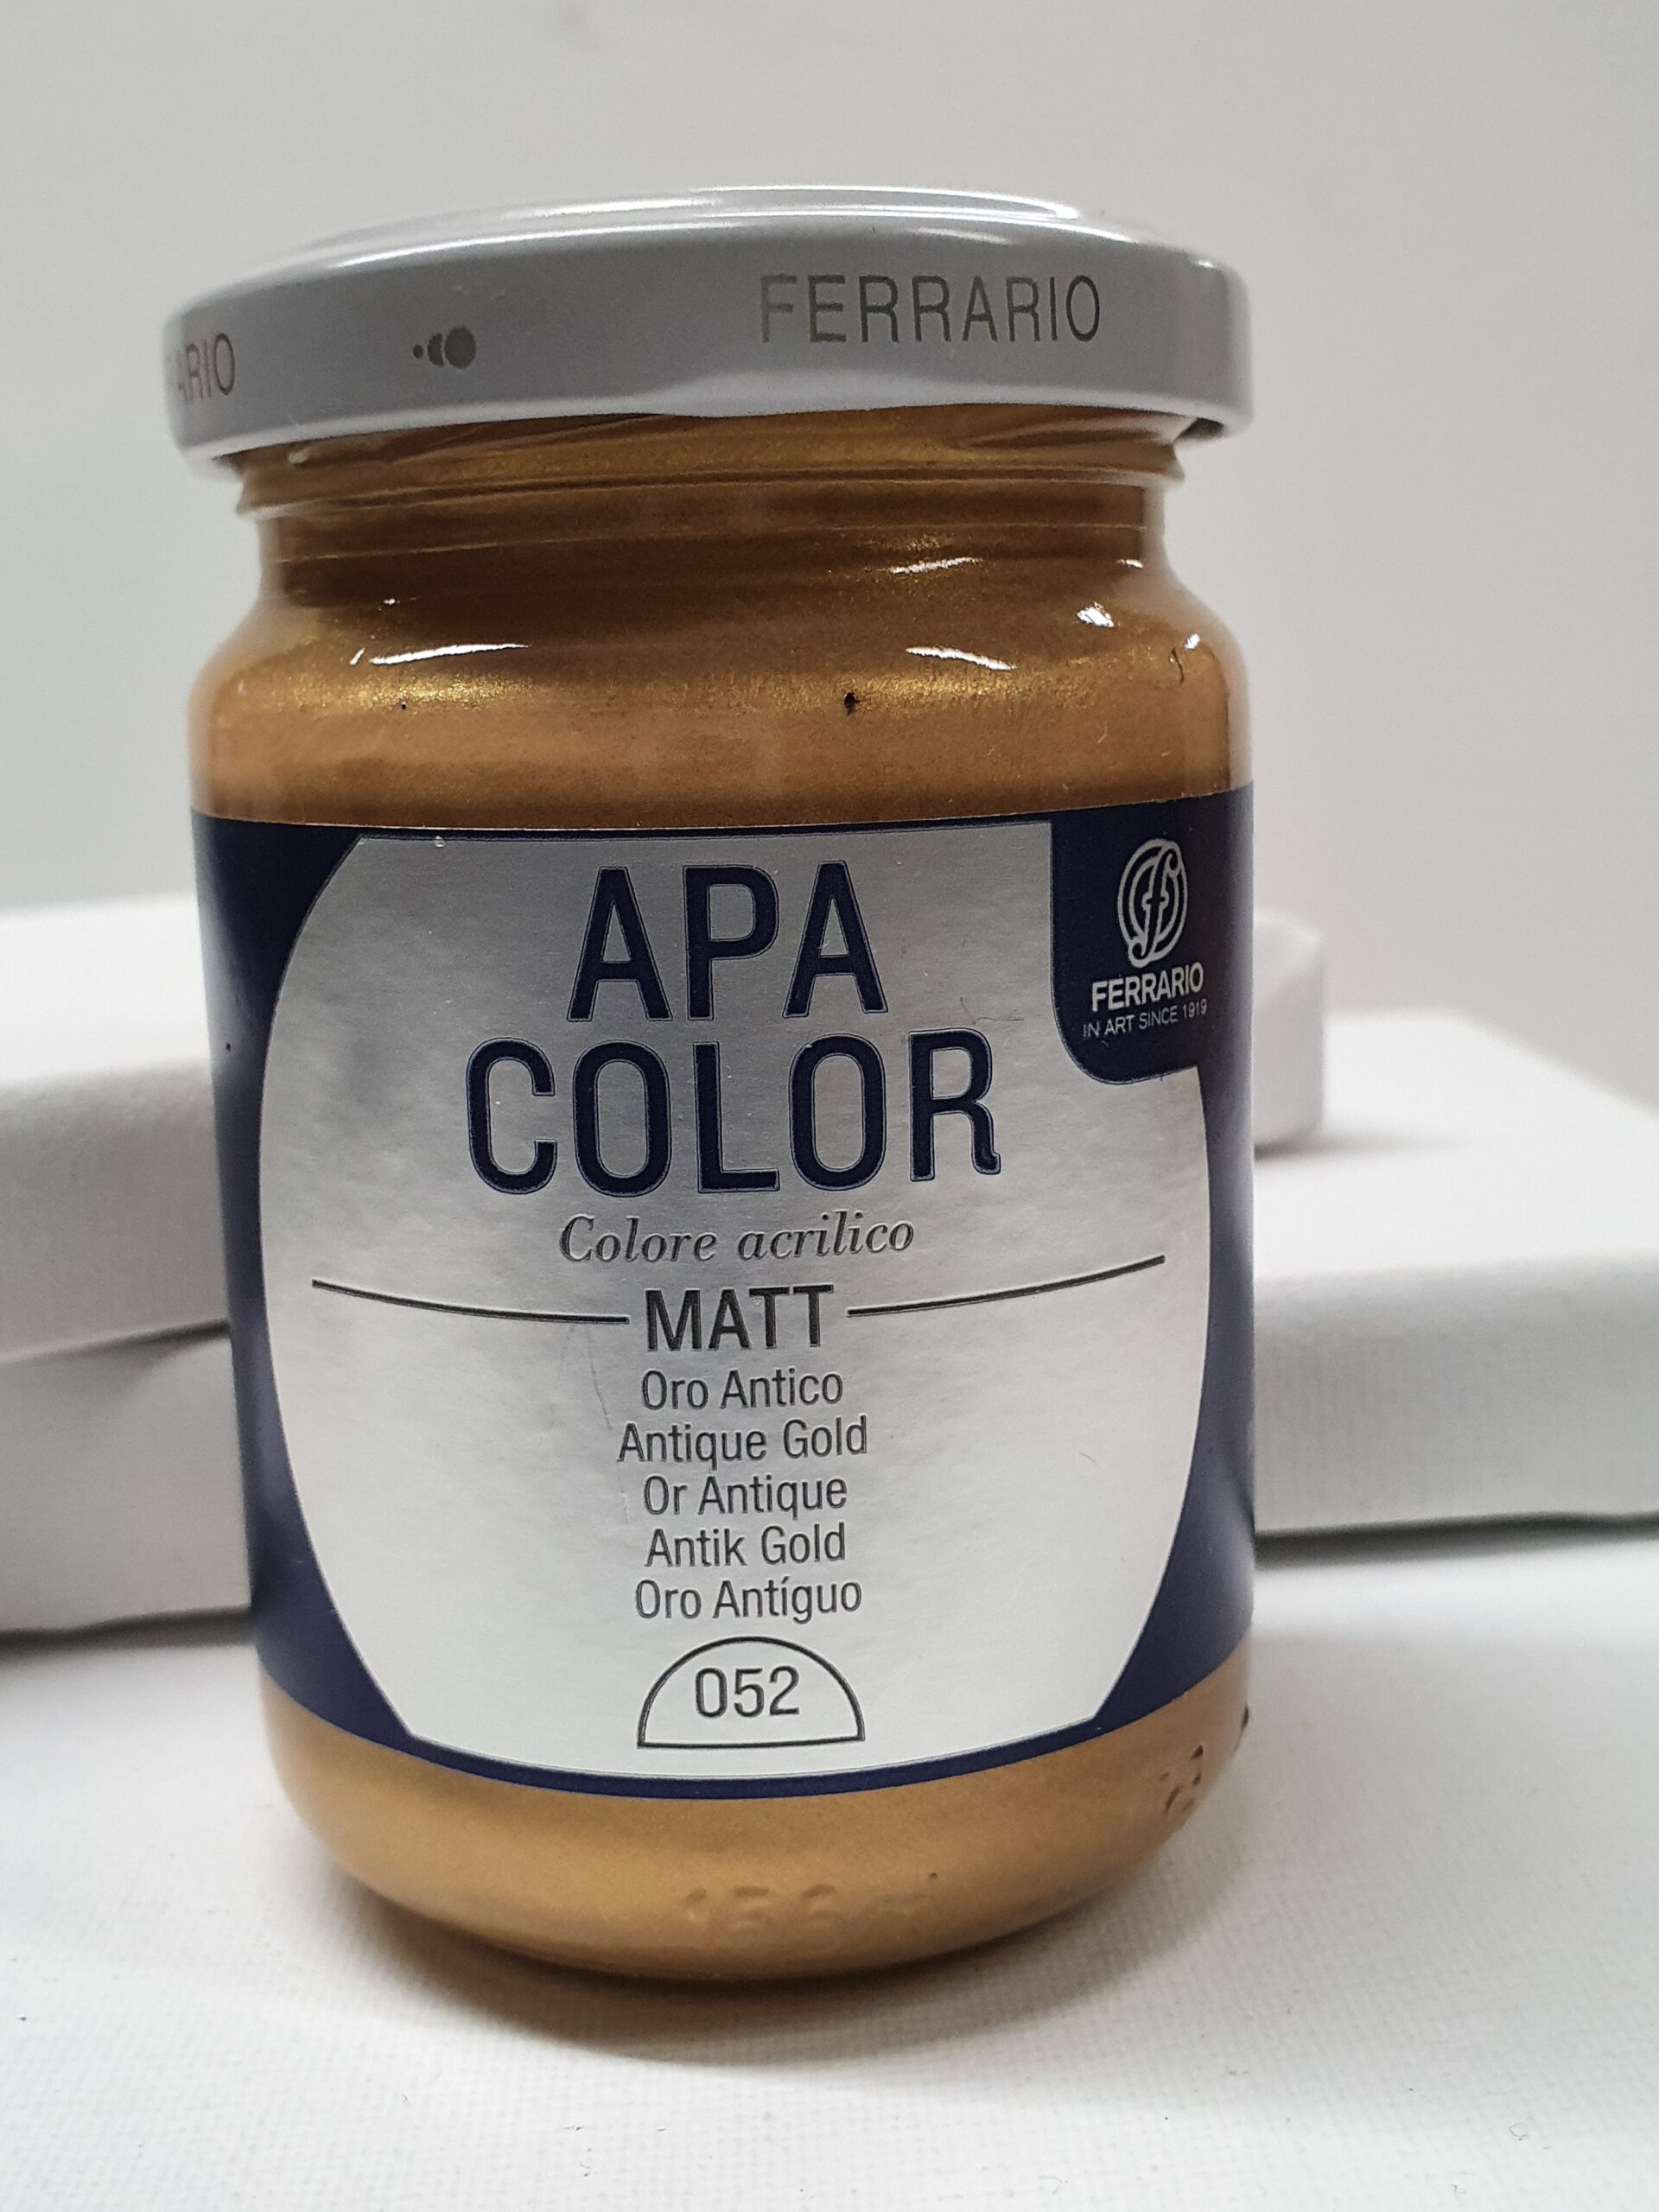 FERRARIO
ARIO
APA
COLOR
FERRARIO
IN ART SINCE 1919
Colore acrilico
MATT
Oro Antico
Antique Gold
Or Antique
Antik Gold
Oro Antíguo
052